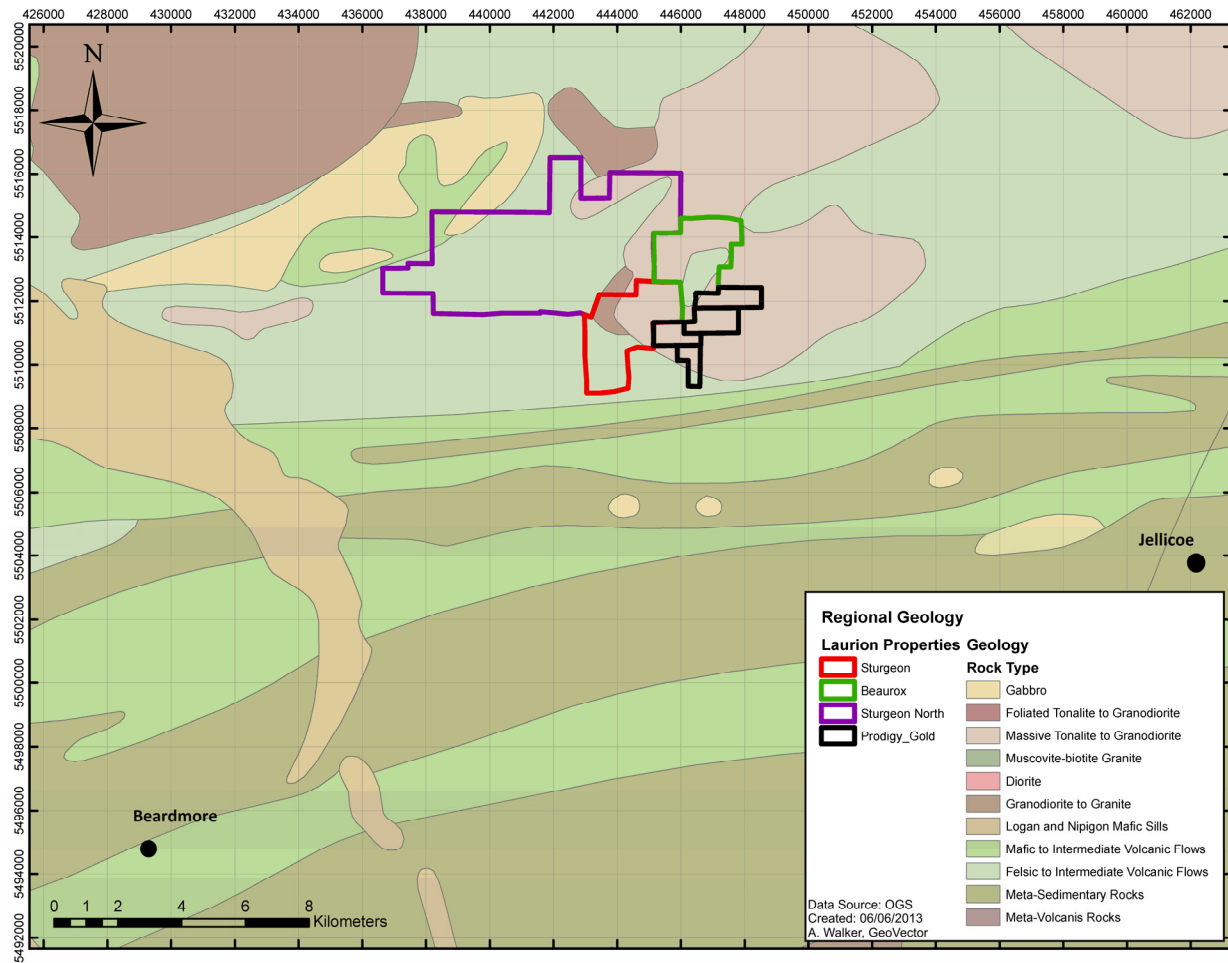 426000 428000 430000 432000 434000 436000 438000 440000 442000 444000 446000 448000 450000 452000 454000 456000 458000 460000 462000
5520000
5518000
5516000
5514000
5512000
5510000
5508000
5506000
5504000
5502000
5500000
5498000
5496000
5494000
5492000
N
Jellicoe
Beardmore
0 1 2 4 6 8
Kilometers
Regional Geology
Laurion Properties
Sturgeon
Beaurox
Sturgeon North
Prodigy_Gold
Geology
Rock Type
Gabbro
Foliated Tonalite to Granodiorite
Massive Tonalite to Granodiorite
Muscovite-biotite Granite
Diorite
Granodiorite to Granite
Logan and Nipigon Mafic Sills
Mafic to Intermediate Volcanic Flows
Felsic to Intermediate Volcanic Flows
Meta-Sedimentary Rocks
Meta-Volcanis Rocks
Data Source: OGS
Created: 06/06/2013
A. Walker, GeoVector